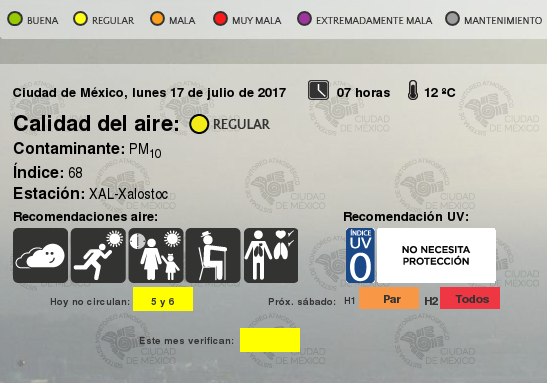 BUENA REGULAR MALA MUY MALA EXTREMADAMENTE MALA MANTENIMIENTO
Ciudad de México, lunes 17 de julio de 2017 07 horas 12 ºC
Calidad del aire: REGULAR
Contaminante: PM10
Índice: 68
Estación: XAL-Xalostoc
Recomendaciones aire: Recomendación UV:
ÍNDICE
UV
0
NO NECESITA
PROTECCIÓN
Hoy no circulan: 5 y 6 Próx. sábado: H1 Par H2 Todos
Este mes verifican:
CIUDAD
DE MÉXICO